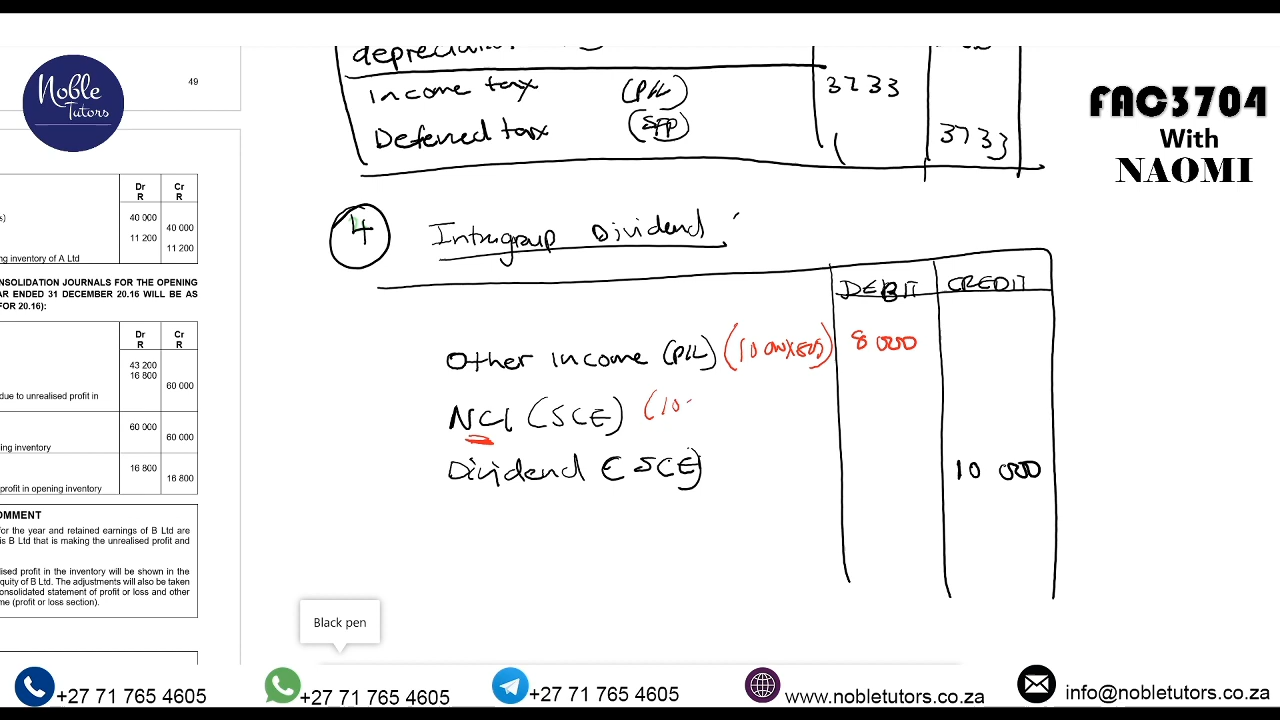 Noble
Tutors
49
Dr
R
Cr
R
s)
40 000
40 000
11 200
11 200
ing inventory of A Ltd
ONSOLIDATION JOURNALS FOR THE OPENING
AR ENDED 31 DECEMBER 20.16 WILL BE AS
FOR 20.16):
Dr
R
Cr
R
43 200
16 800
60 000
due to unrealised profit in
60 000
60 000
ing inventory
16 800
16 800
profit in opening inventory
OMMENT
for the year and retained earnings of B Ltd are
is B Ltd that is making the unrealised profit and
lised profit in the inventory will be shown in the
quity of B Ltd. The adjustments will also be taken
onsolidated statement of profit or loss and other
me (profit or loss section).
Income tax (P/L) 3733
Deferred tax (SFP) 3733
4 Intragroup Dividend
DEBIT CREDIT
Other income (P/L) (10 000x80%) 8 000
NCI (SCE) (10-
Dividend (SCE) 10 000
Black pen
FAC3704
With
NAOMI
+27 71 765 4605
+27 71 765 4605
+27 71 765 4605
www.nobletutors.co.za
info@nobletutors.co.za